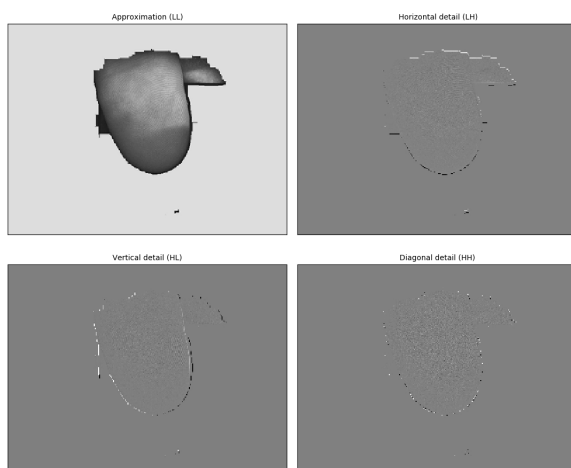 Approximation (LL)
Horizontal detail (LH)
Vertical detail (HL)
Diagonal detail (HH)